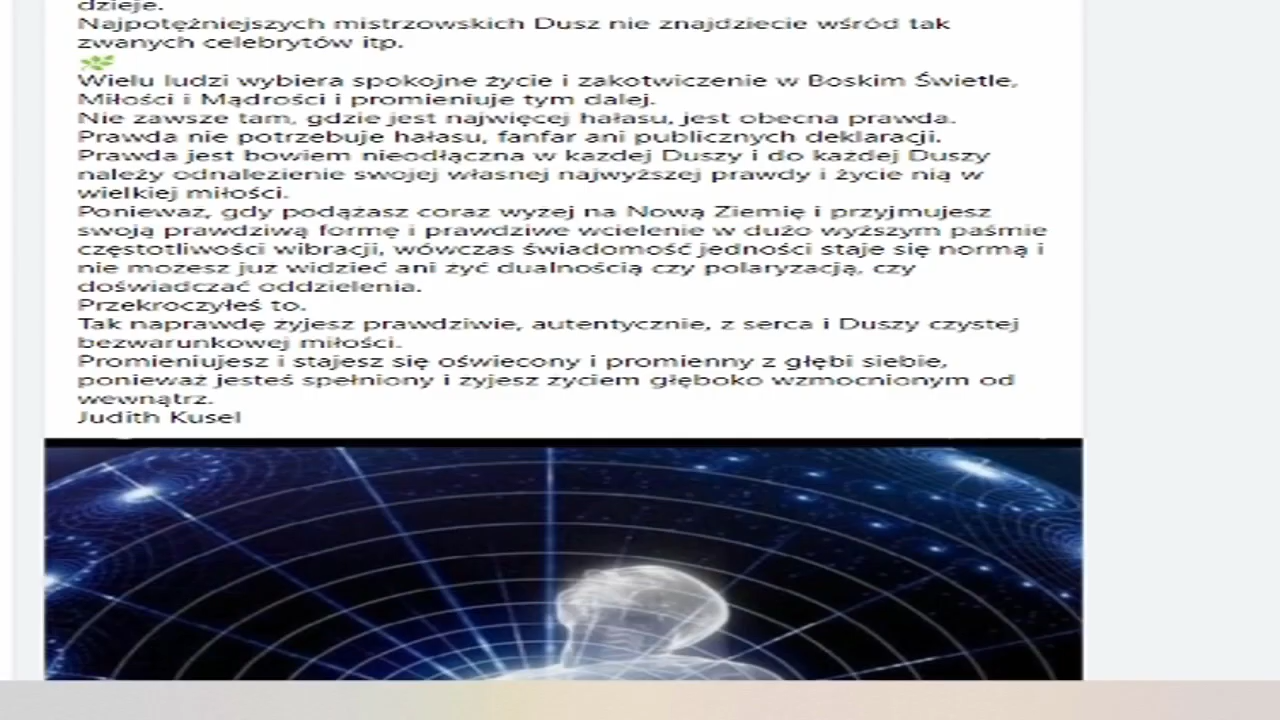 dzieje.
Najpotężniejszych mistrzowskich Dusz nie znajdziecie wśród tak
zwanych celebrytów itp.
🌿
Wielu ludzi wybiera spokojne życie i zakotwiczenie w Boskim Świetle,
Miłości i Mądrości i promieniuje tym dalej.
Nie zawsze tam, gdzie jest najwięcej hałasu, jest obecna prawda.
Prawda nie potrzebuje hałasu, fanfar ani publicznych deklaracji.
Prawda jest bowiem nieodłączna w każdej Duszy i do każdej Duszy
należy odnalezienie swojej własnej najwyższej prawdy i życie nią w
wielkiej miłości.
Ponieważ, gdy podążasz coraz wyżej na Nową Ziemię i przyjmujesz
swoją prawdziwą formę i prawdziwe wcielenie w dużo wyższym paśmie
częstotliwości wibracji, wówczas świadomość jedności staje się normą i
nie możesz już widzieć ani żyć dualnością czy polaryzacją, czy
doświadczać oddzielenia.
Przekroczyłeś to.
Tak naprawdę żyjesz prawdziwie, autentycznie, z serca i Duszy czystej
bezwarunkowej miłości.
Promieniujesz i stajesz się oświecony i promienny z głębi siebie,
ponieważ jesteś spełniony i żyjesz życiem głęboko wzmocnionym od
wewnątrz.
Judith Kusel